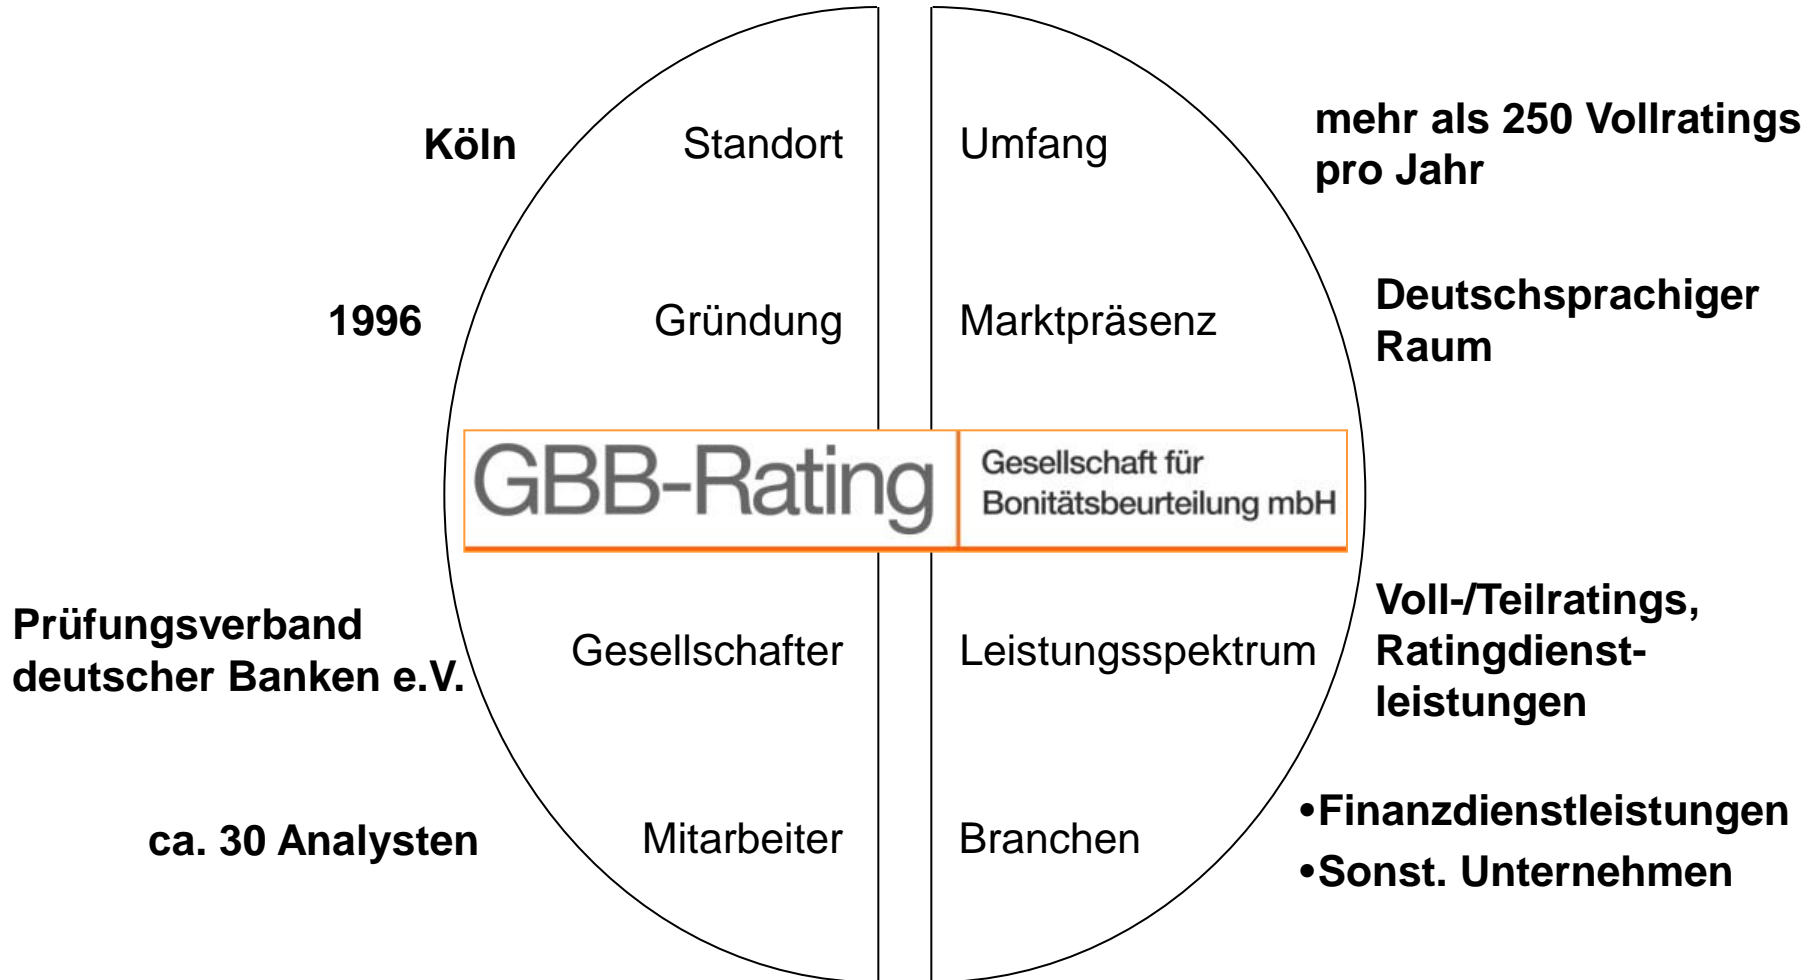 Köln
Standort
Umfang
mehr als 250 Vollratings
pro Jahr
1996
Gründung
Marktpräsenz
Deutschsprachiger
Raum
GBB-Rating
Gesellschaft für
Bonitätsbeurteilung mbH
Prüfungsverband
deutscher Banken e.V.
Gesellschafter
Leistungsspektrum
Voll-/Teilratings,
Ratingdienst-
leistungen
ca. 30 Analysten
Mitarbeiter
Branchen
•Finanzdienstleistungen
•Sonst. Unternehmen